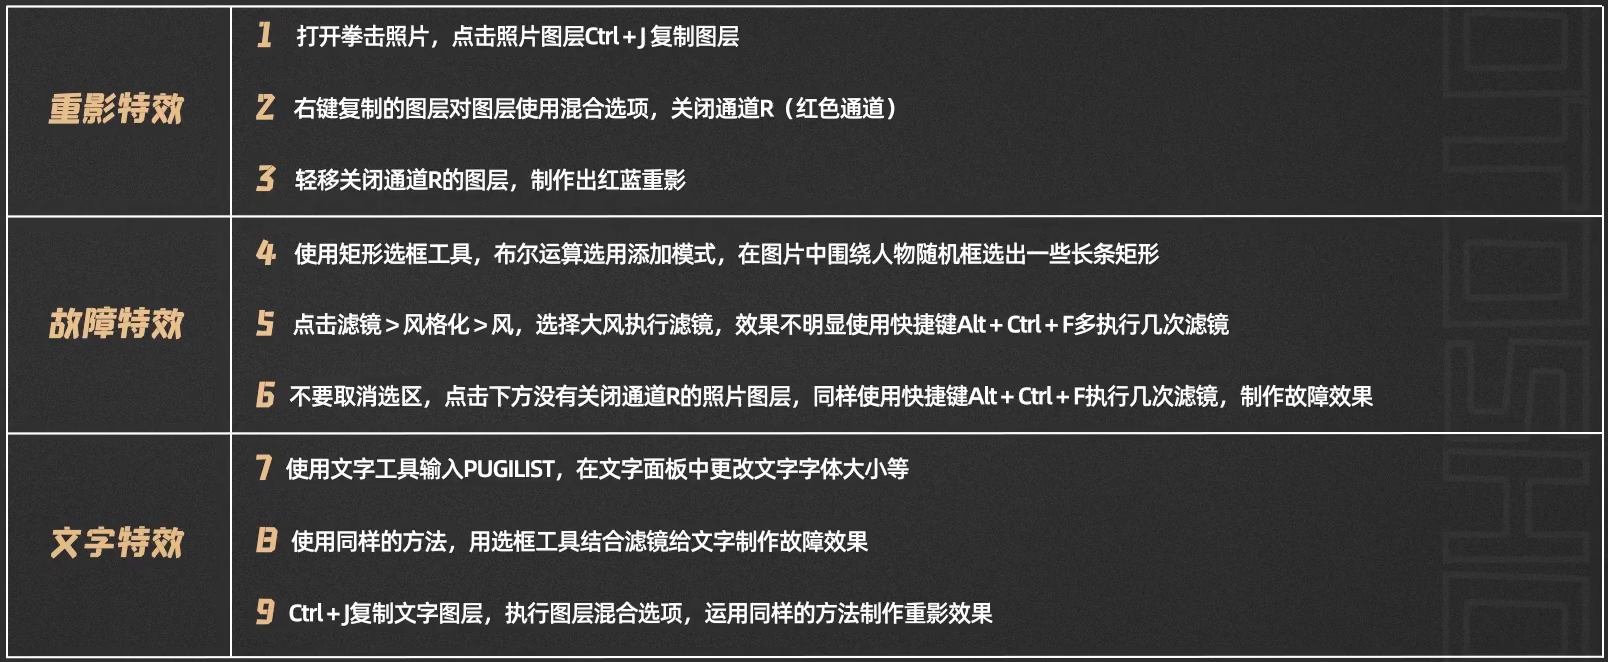 重影特效
1 打开拳击照片，点击照片图层Ctrl+J复制图层
2 右键复制的图层对图层使用混合选项，关闭通道R（红色通道）
3 轻移关闭通道R的图层，制作出红蓝重影
故障特效
4 使用矩形选框工具，布尔运算选用添加模式，在图片中围绕人物随机框选出一些长条矩形
5 点击滤镜>风格化>风，选择大风执行滤镜，效果不明显使用快捷键Alt+Ctrl+F多执行几次滤镜
6 不要取消选区，点击下方没有关闭通道R的照片图层，同样使用快捷键Alt+Ctrl+F执行几次滤镜，制作故障效果
文字特效
7 使用文字工具输入PUGILIST，在文字面板中更改文字字体大小等
8 使用同样的方法，用选框工具结合滤镜给文字制作故障效果
9 Ctrl+J复制文字图层，执行图层混合选项，运用同样的方法制作重影效果